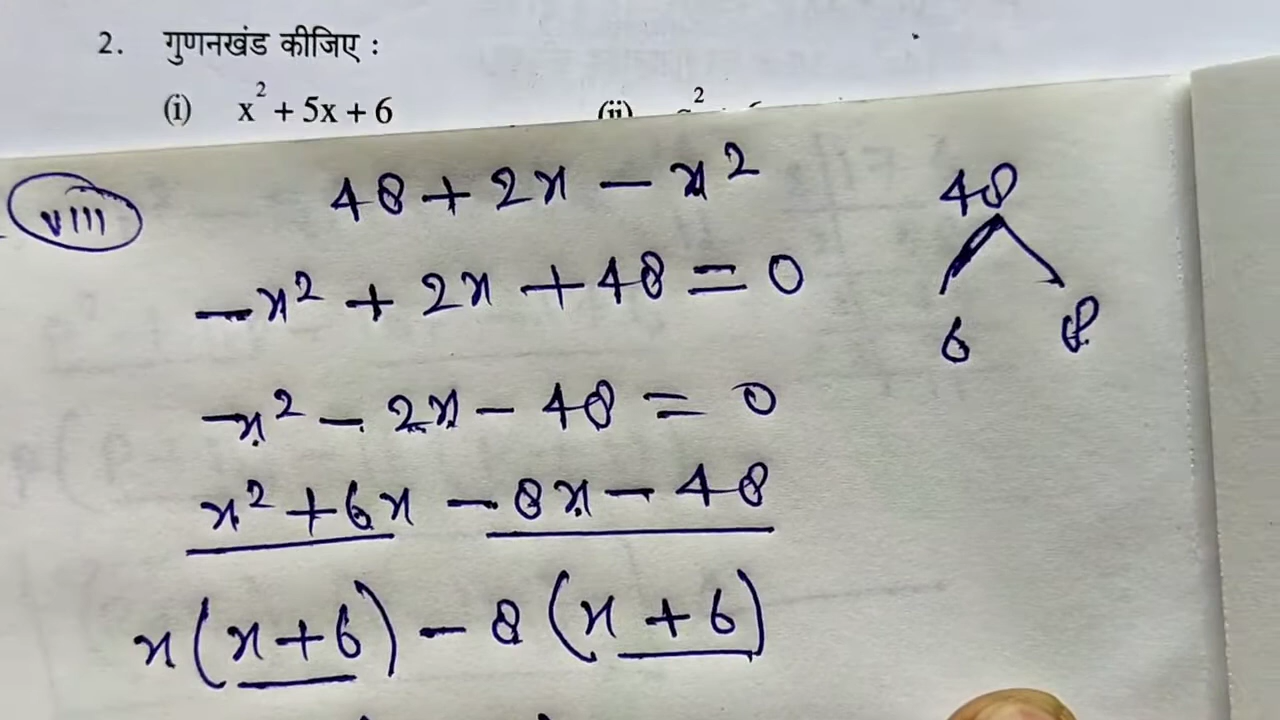 2. गुणनखंड कीजिए :
(i) x² + 5x + 6 (ii)
viii 48 + 2x - x² 48
-x² + 2x + 48 = 0
6 8
-x² - 2x - 48 = 0
x² + 6x - 8x - 48
x(x + 6) - 8(x + 6)